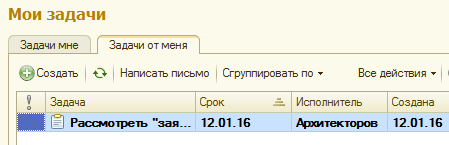 Мои задачи
Задачи мне Задачи от меня
Создать Написать письмо Сгруппировать по Все действия
! Задача Срок Исполнитель Создана
Рассмотреть "зая... 12.01.16 Архитекторов 12.01.16